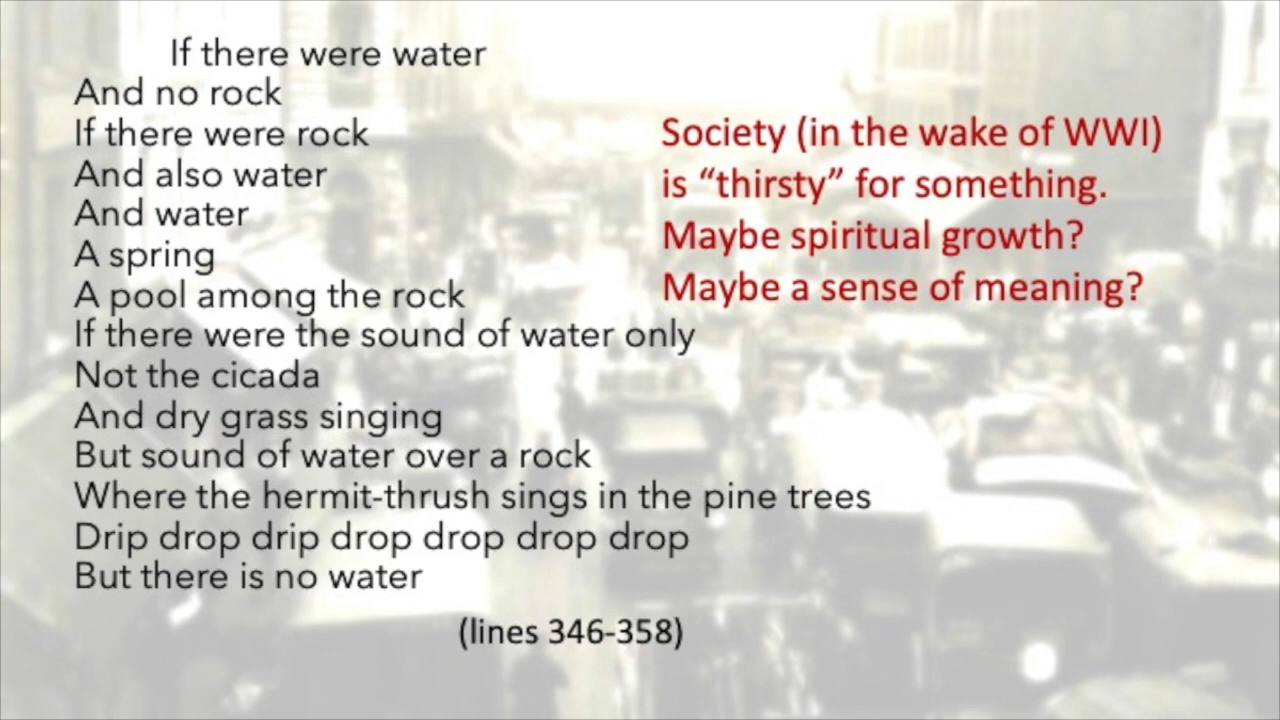 If there were water
And no rock
If there were rock
And also water
And water
A spring
A pool among the rock
If there were the sound of water only
Not the cicada
And dry grass singing
But sound of water over a rock
Where the hermit-thrush sings in the pine trees
Drip drop drip drop drop drop drop
But there is no water
(lines 346-358)
Society (in the wake of WWI)
is “thirsty” for something.
Maybe spiritual growth?
Maybe a sense of meaning?